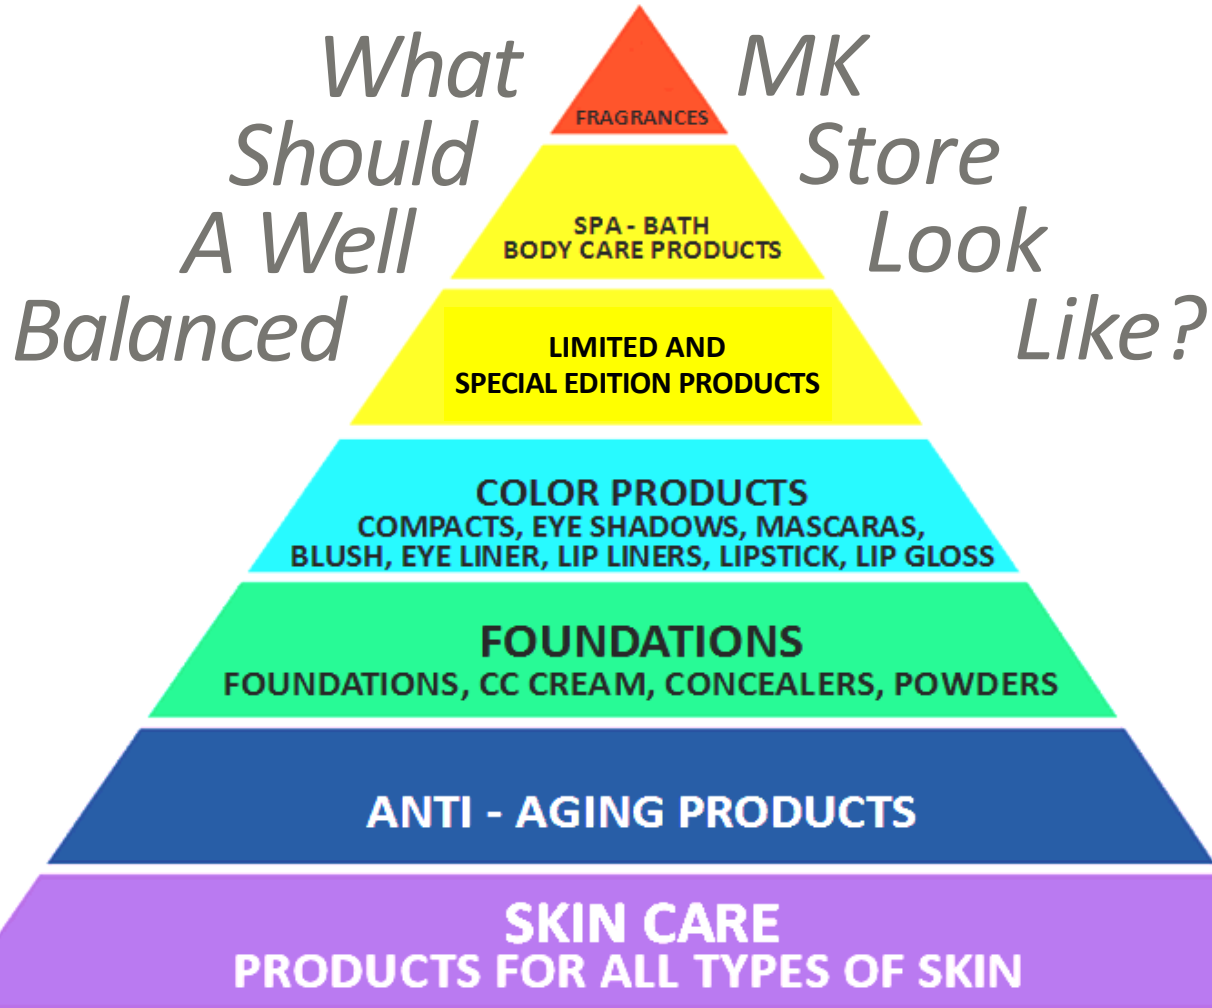 What
Should
A Well
Balanced
MK
Store
Look
Like?
FRAGRANCES
SPA - BATH
BODY CARE PRODUCTS
LIMITED AND
SPECIAL EDITION PRODUCTS
COLOR PRODUCTS
COMPACTS, EYE SHADOWS, MASCARAS,
BLUSH, EYE LINER, LIP LINERS, LIPSTICK, LIP GLOSS
FOUNDATIONS
FOUNDATIONS, CC CREAM, CONCEALERS, POWDERS
ANTI - AGING PRODUCTS
SKIN CARE
PRODUCTS FOR ALL TYPES OF SKIN